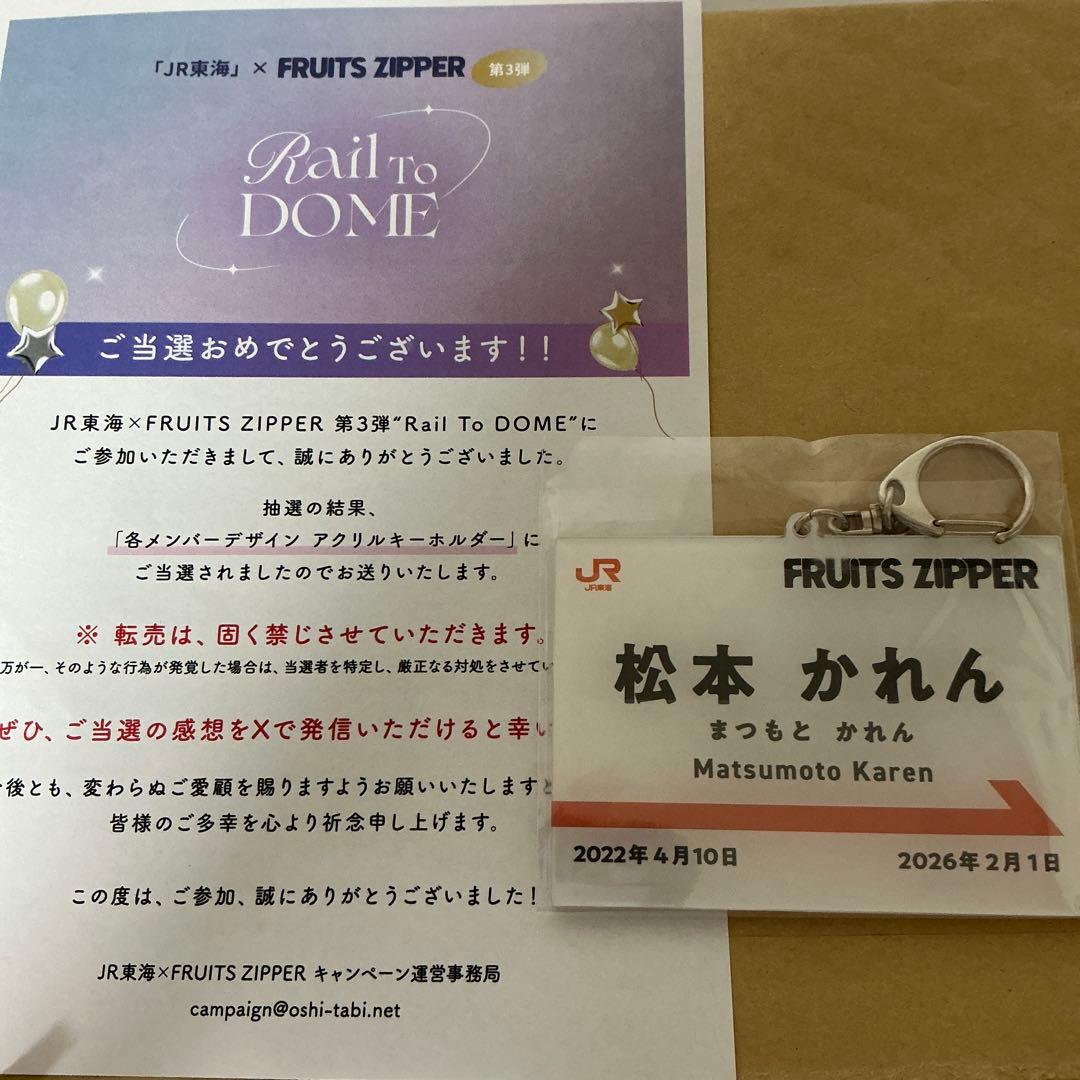 「JR東海」× FRUITS ZIPPER 第3弾
Rail To
DOME
ご当選おめでとうございます!!
JR東海×FRUITS ZIPPER 第3弾“Rail To DOME”に
ご参加いただきまして、誠にありがとうございました。
抽選の結果、
「各メンバーデザイン アクリルキーホルダー」に
ご当選されましたのでお送りいたします。
※ 転売は、固く禁じさせていただきます。
万が一、そのような行為が発覚した場合は、当選者を特定し、厳正なる対処をさせてい
ぜひ、ご当選の感想をXで発信いただけると幸い
後とも、変わらぬご愛顧を賜りますようお願いいたしますと
皆様のご多幸を心より祈念申し上げます。
この度は、ご参加、誠にありがとうございました!
JR東海×FRUITS ZIPPER キャンペーン運営事務局
campaign@oshi-tabi.net
JR
JR東海
FRUITS ZIPPER
松本 かれん
まつもと かれん
Matsumoto Karen
2022年4月10日
2026年2月1日